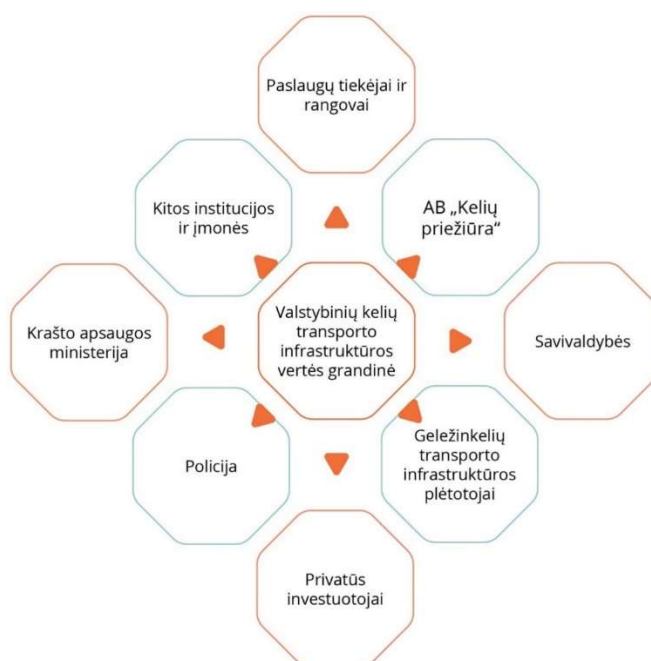 Paslaugų tiekėjai ir
rangovai
Kitos institucijos
ir įmonės
AB „Kelių
priežiūra“
Krašto apsaugos
ministerija
Valstybinių kelių
transporto
infrastruktūros
vertės grandinė
Savivaldybės
Policija
Geležinkelių
transporto
infrastruktūros
plėtotojai
Privatūs
investuotojai